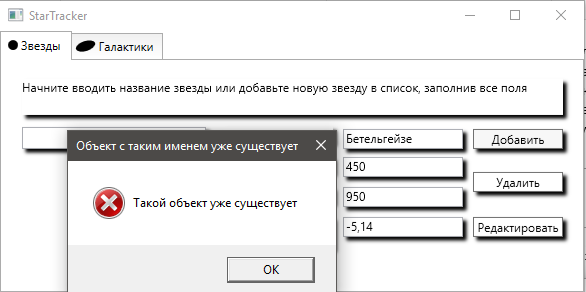 StarTracker
Звезды
Галактики
Начните вводить название звезды или добавьте новую звезду в список, заполнив все поля
Объект с таким именем уже существует
Такой объект уже существует
OK
Бетельгейзе
450
950
-5,14
Добавить
Удалить
Редактировать